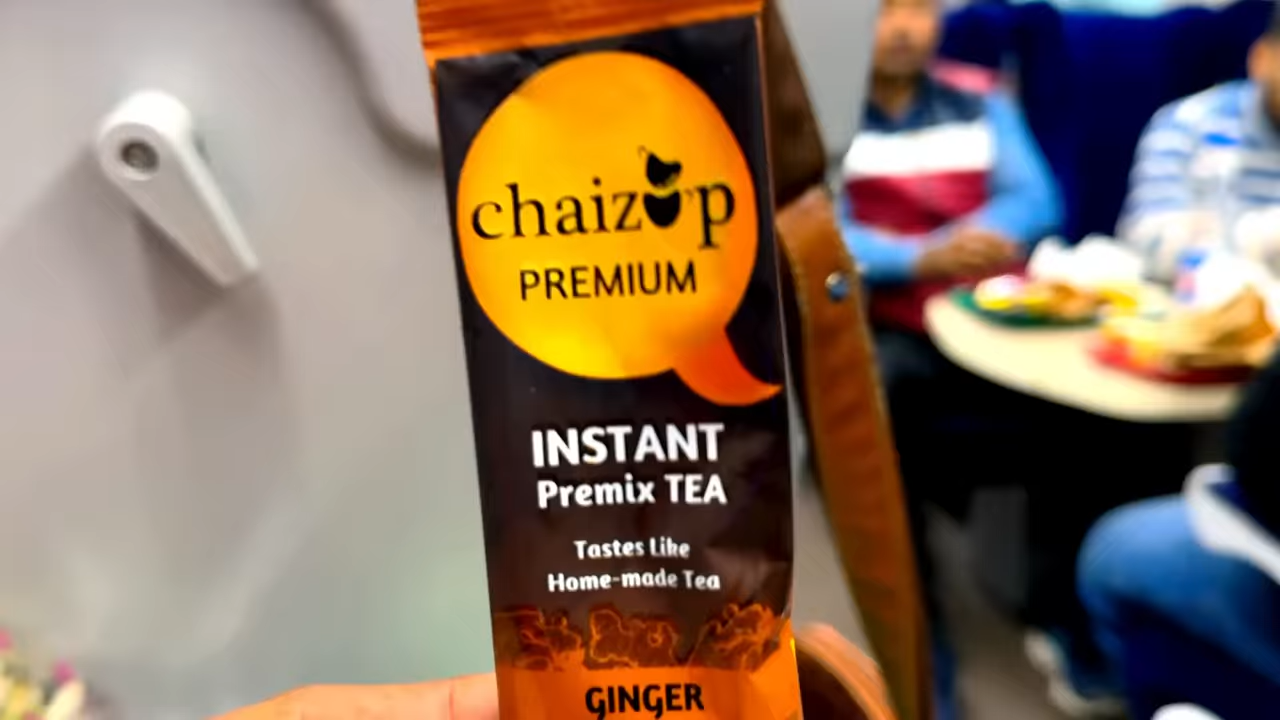 chaizup
PREMIUM
INSTANT
Premix TEA
Tastes Like
Home-made Tea
GINGER